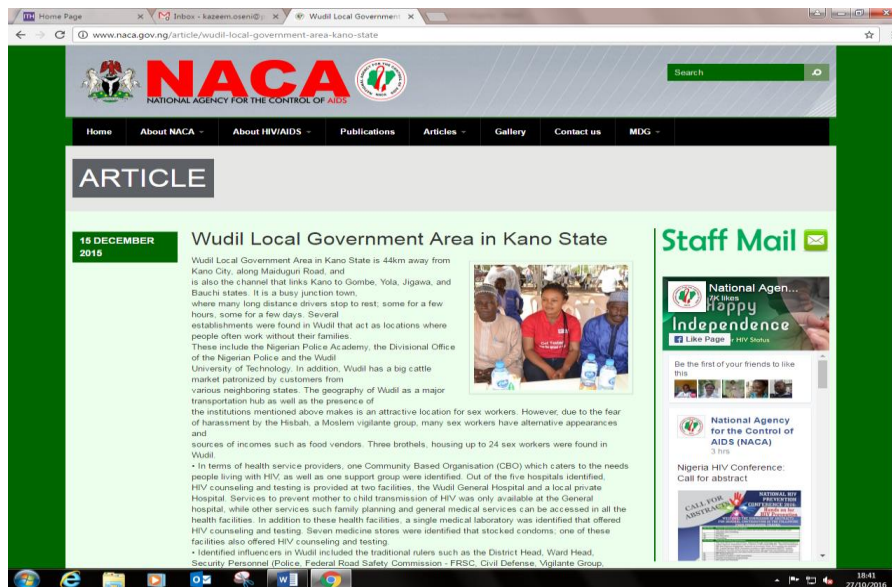 Home Page
Inbox - kazeem.oseni@
Wudil Local Government
www.naca.gov.ng/article/wudil-local-government-area-kano-state
NACA
NATIONAL AGENCY FOR THE CONTROL OF AIDS
Search
Home About NACA About HIV/AIDS Publications Articles Gallery Contact us MDG
ARTICLE
15 DECEMBER
2015
Wudil Local Government Area in Kano State
Wudil Local Government Area in Kano State is 44km away from
Kano City, along Maiduguri Road, and
is also the channel that links Kano to Gombe, Yola, Jigawa, and
Bauchi states. It is a busy junction town,
where many long distance drivers stop to rest; some for a few
hours, some for a few days. Several
establishments were found in Wudil that act as locations where
people often work without their families.
These include the Nigerian Police Academy, the Divisional Office
of the Nigerian Police and the Wudil
University of Technology. In addition, Wudil has a big cattle
market patronized by customers from
various neighboring states. The geography of Wudil as a major
transportation hub as well as the presence of
the institutions mentioned above makes is an attractive location for sex workers. However, due to the fear
of harassment by the Hisbah, a Moslem vigilante group, many sex workers have alternative appearances
and
sources of incomes such as food vendors. Three brothels, housing up to 24 sex workers were found in
Wudil.
• In terms of health service providers, one Community Based Organisation (CBO) which caters to the needs
people living with HIV, as well as one support group were identified. Out of the five hospitals identified,
HIV counseling and testing is provided at two facilities, the Wudil General Hospital and a local private
Hospital. Services to prevent mother to child transmission of HIV was only available at the General
hospital, while other services such family planning and general medical services can be accessed in all the
health facilities. In addition to these health facilities, a single medical laboratory was identified that offered
HIV counseling and testing. Seven medicine stores were identified that stocked condoms; one of these
facilities also offered HIV counseling and testing.
• Identified influencers in Wudil included the traditional rulers such as the District Head, Ward Head,
Security Personnel (Police, Federal Road Safety Commission - FRSC, Civil Defense, Vigilante Group,
Staff Mail
National Agen...
7K likes
Happy
Independence
Like Page
r HIV Status
Be the first of your friends to like
this
National Agency
for the Control of
AIDS (NACA)
3 hrs
Nigeria HIV Conference:
Call for abstract
CALL FOR
ABSTRACTS
NATIONAL HIV
PREVENTION
CONFERENCE 2016
18:41
27/10/2016